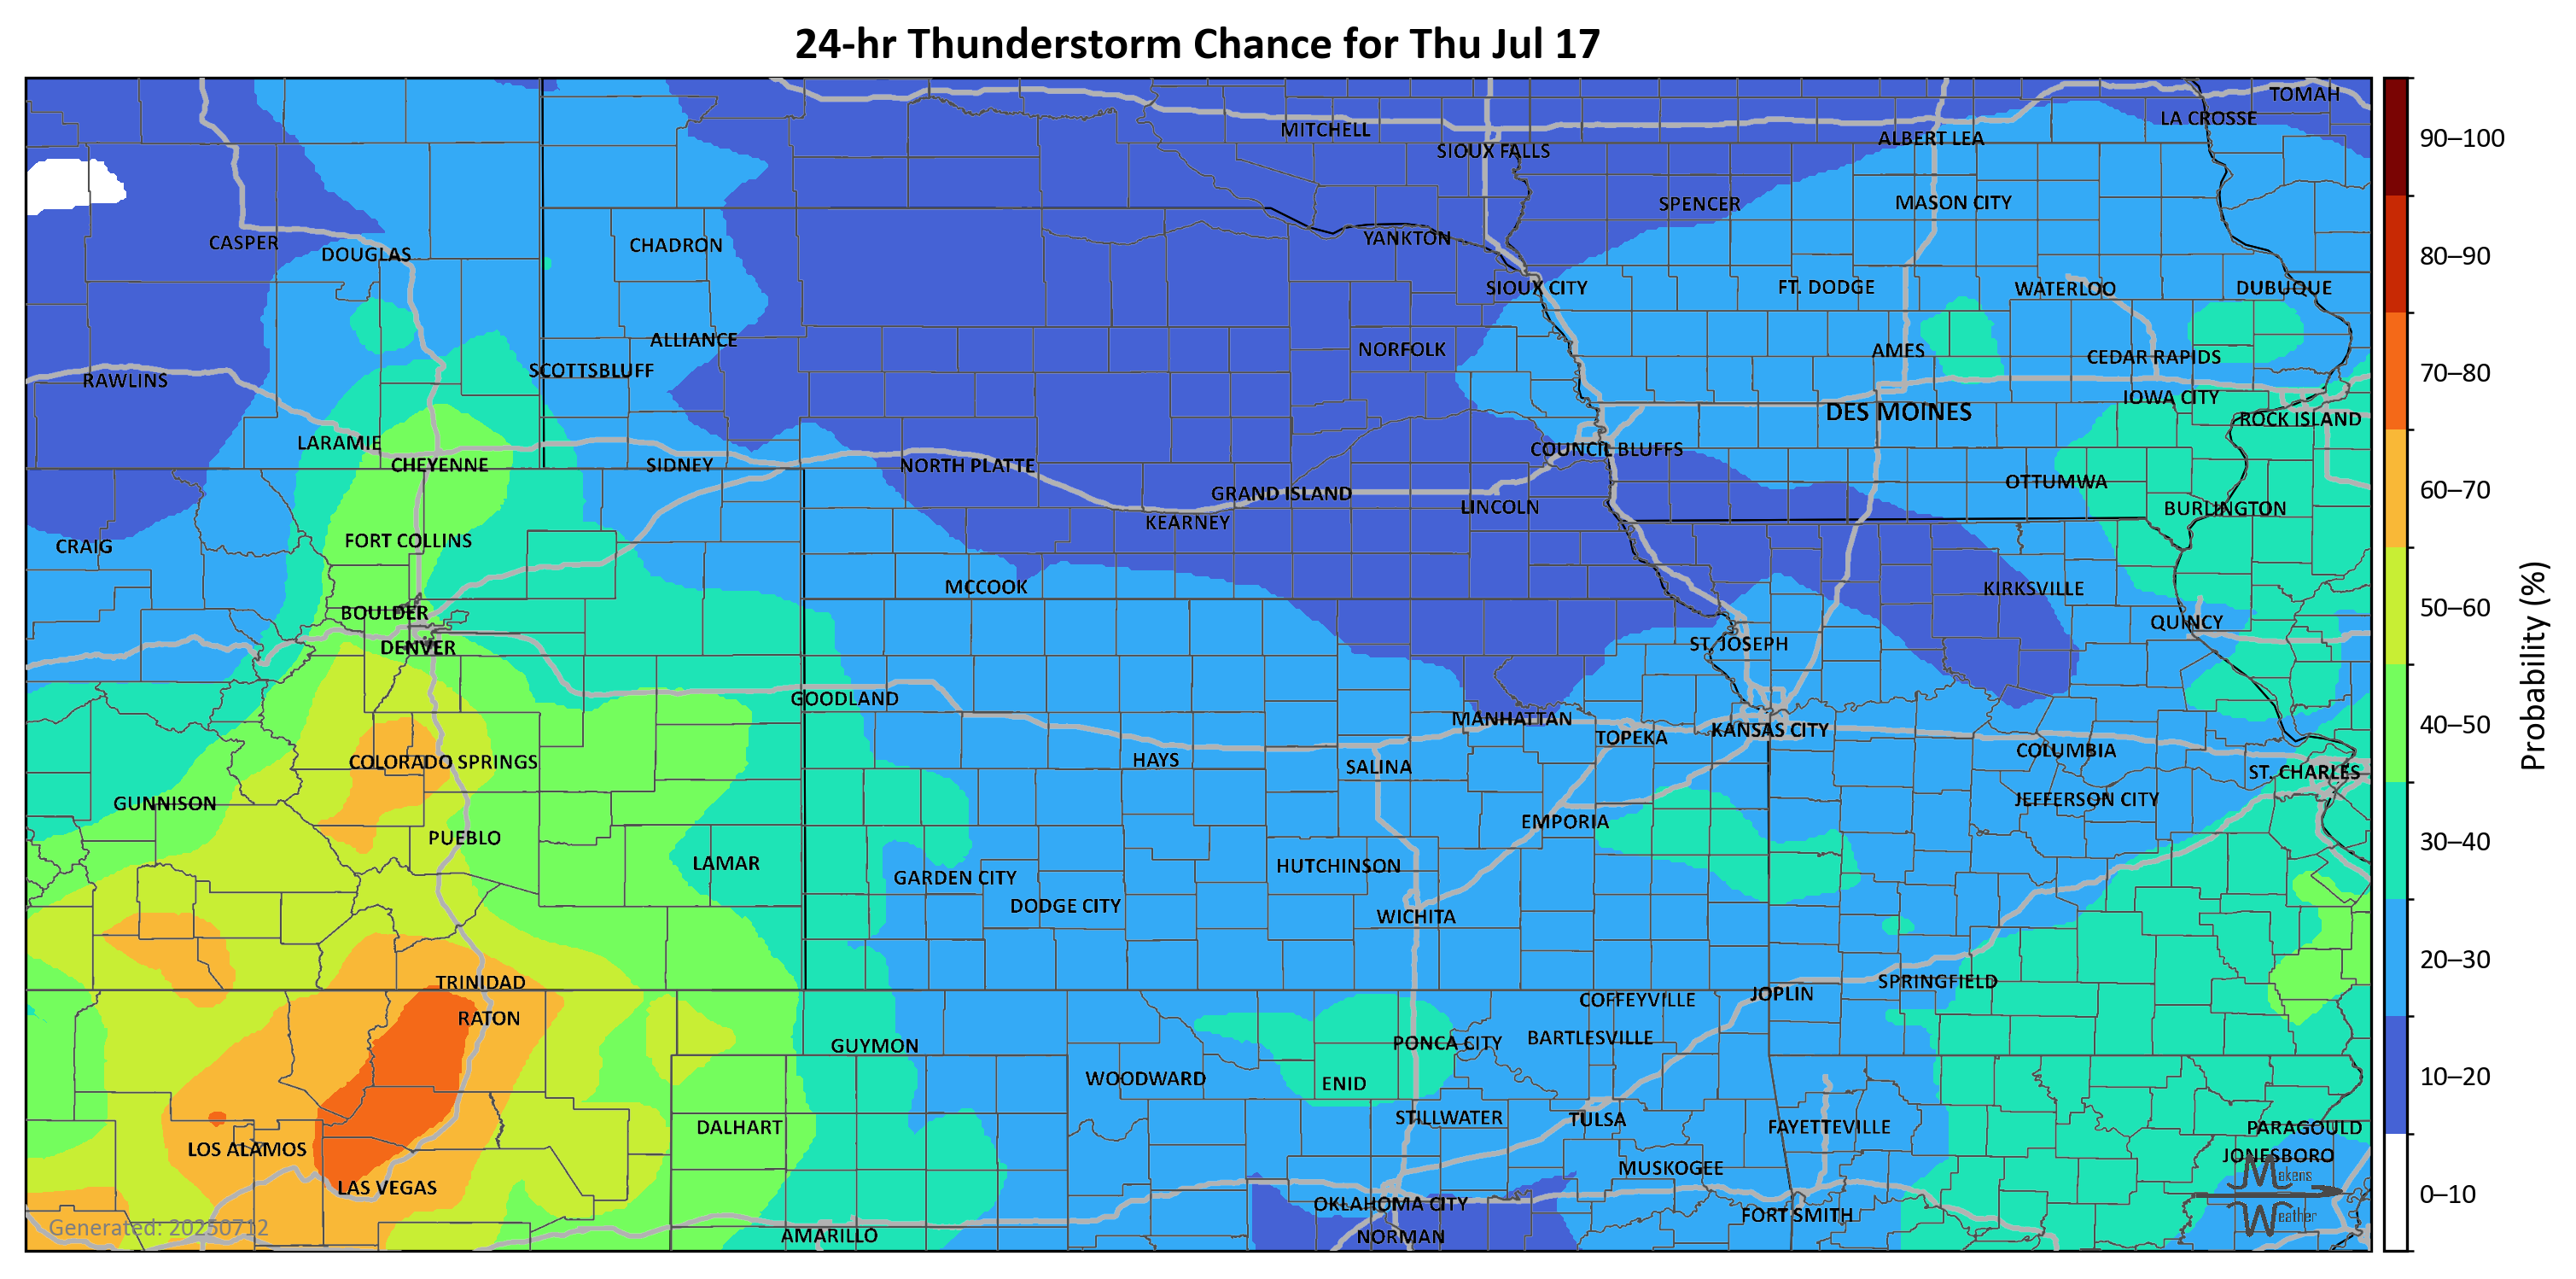 24-hr Thunderstorm Chance for Thu Jul 17
TOMAH
LA CROSSE
MITCHELL
ALBERT LEA
SIOUX FALLS
MASON CITY
SPENCER
YANKTON
CASPER
CHADRON
DOUGLAS
SIOUX CITY
FT. DODGE
WATERLOO
DUBUQUE
ALLIANCE
NORFOLK
AMES
CEDAR RAPIDS
SCOTTSBLUFF
RAWLINS
IOWA CITY
DES MOINES
ROCK ISLAND
LARAMIE
COUNCIL BLUFFS
CHEYENNE
SIDNEY
NORTH PLATTE
OTTUMWA
GRAND ISLAND
LINCOLN
BURLINGTON
KEARNEY
FORT COLLINS
CRAIG
MCCOOK
KIRKSVILLE
BOULDER
QUINCY
DENVER
ST. JOSEPH
GOODLAND
MANHATTAN
KANSAS CITY
TOPEKA
COLUMBIA
COLORADO SPRINGS
HAYS
SALINA
ST. CHARLES
GUNNISON
JEFFERSON CITY
EMPORIA
PUEBLO
LAMAR
HUTCHINSON
GARDEN CITY
DODGE CITY
WICHITA
TRINIDAD
SPRINGFIELD
JOPLIN
COFFEYVILLE
RATON
BARTLESVILLE
PONCA CITY
GUYMON
WOODWARD
ENID
STILLWATER
TULSA
DALHART
FAYETTEVILLE
PARAGOULD
LOS ALAMOS
JONESBORO
MUSKOGEE
LAS VEGAS
OKLAHOMA CITY
FORT SMITH
AMARILLO
NORMAN
Generated: 20250712
Makens
Weather
90–100
80–90
70–80
60–70
50–60
40–50
30–40
20–30
10–20
0–10
Probability (%)